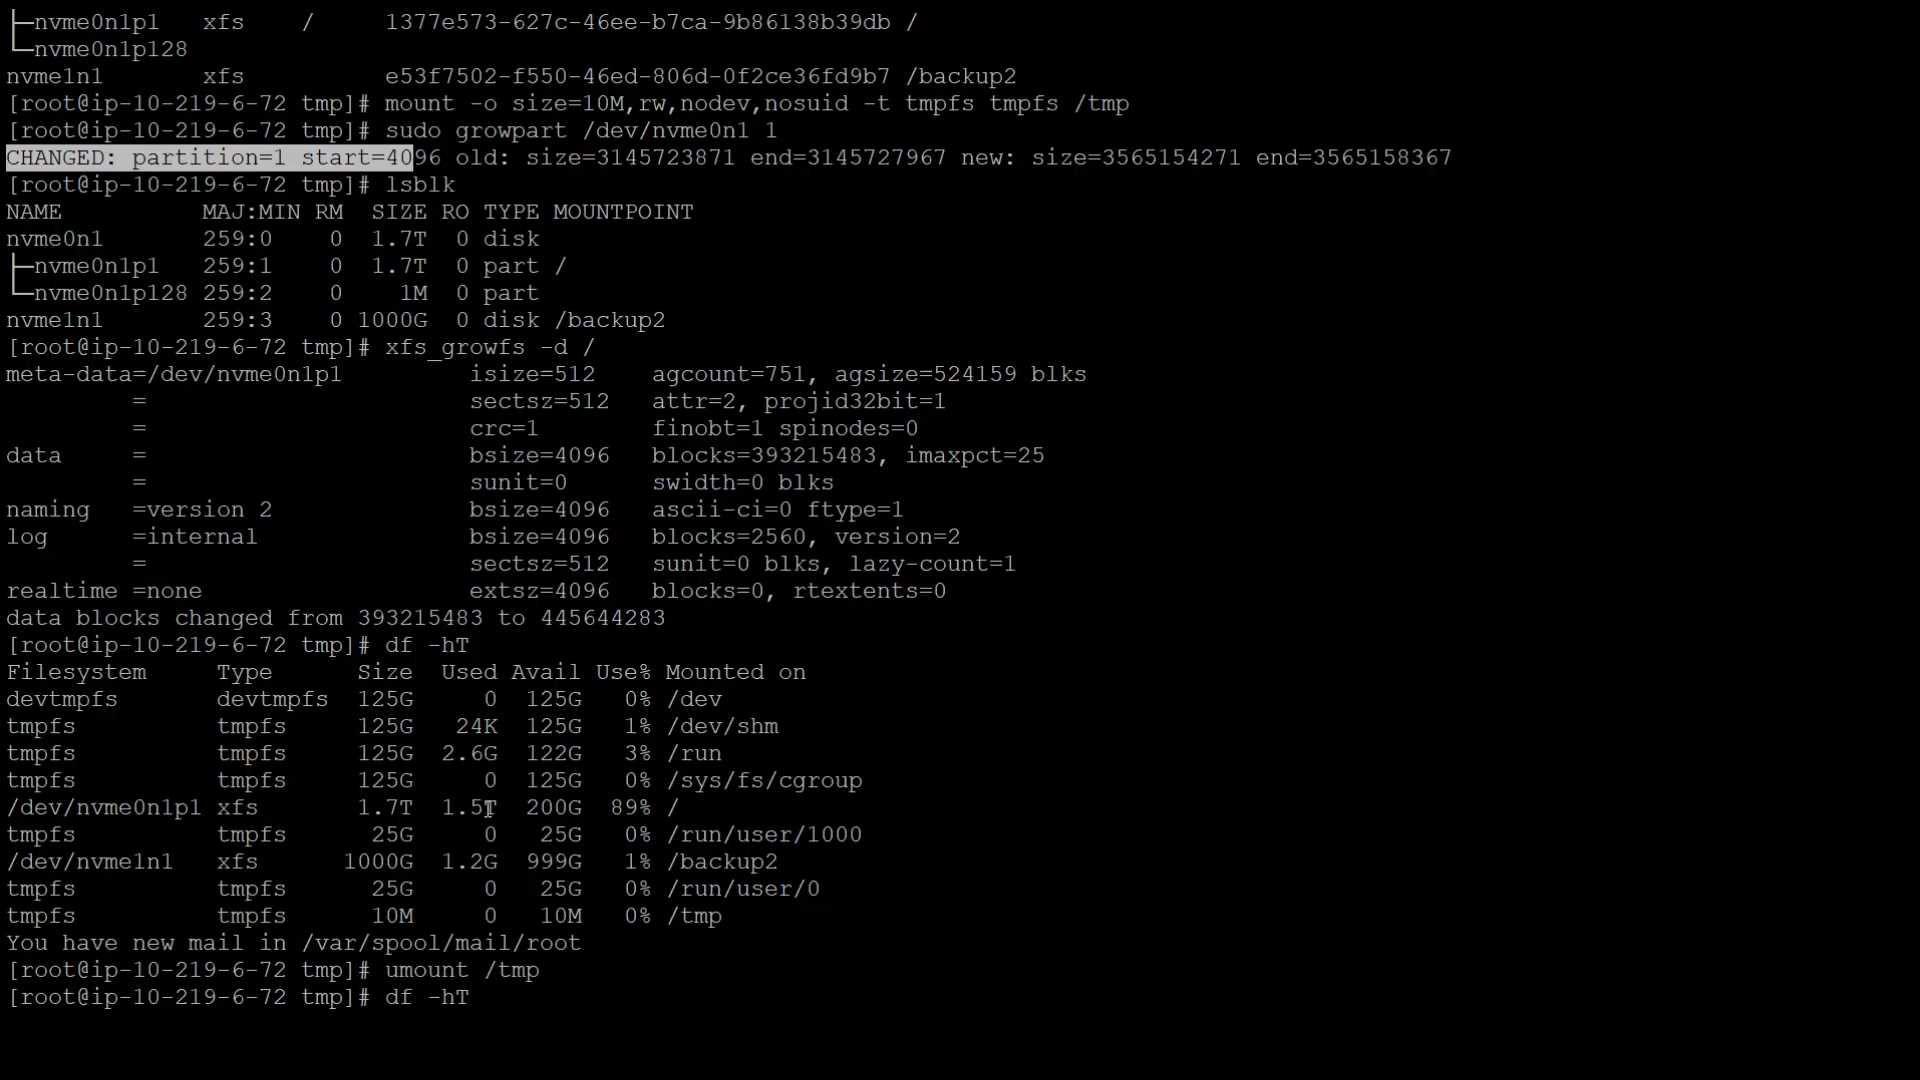 ├─nvme0n1p1   xfs    /     1377e573-627c-46ee-b7ca-9b86138b39db /
└─nvme0n1p128
nvme1n1       xfs          e53f7502-f550-46ed-806d-0f2ce36fd9b7 /backup2
[root@ip-10-219-6-72 tmp]# mount -o size=10M,rw,nodev,nosuid -t tmpfs tmpfs /tmp
[root@ip-10-219-6-72 tmp]# sudo growpart /dev/nvme0n1 1
CHANGED: partition=1 start=4096 old: size=3145723871 end=3145727967 new: size=3565154271 end=3565158367
[root@ip-10-219-6-72 tmp]# lsblk
NAME          MAJ:MIN RM  SIZE RO TYPE MOUNTPOINT
nvme0n1       259:0    0  1.7T  0 disk
├─nvme0n1p1   259:1    0  1.7T  0 part /
└─nvme0n1p128 259:2    0    1M  0 part
nvme1n1       259:3    0 1000G  0 disk /backup2
[root@ip-10-219-6-72 tmp]# xfs_growfs -d /
meta-data=/dev/nvme0n1p1         isize=512    agcount=751, agsize=524159 blks
         =                       sectsz=512   attr=2, projid32bit=1
         =                       crc=1        finobt=1 spinodes=0
data     =                       bsize=4096   blocks=393215483, imaxpct=25
         =                       sunit=0      swidth=0 blks
naming   =version 2              bsize=4096   ascii-ci=0 ftype=1
log      =internal               bsize=4096   blocks=2560, version=2
         =                       sectsz=512   sunit=0 blks, lazy-count=1
realtime =none                   extsz=4096   blocks=0, rtextents=0
data blocks changed from 393215483 to 445644283
[root@ip-10-219-6-72 tmp]# df -hT
Filesystem     Type      Size  Used Avail Use% Mounted on
devtmpfs       devtmpfs  125G     0  125G   0% /dev
tmpfs          tmpfs     125G   24K  125G   1% /dev/shm
tmpfs          tmpfs     125G  2.6G  122G   3% /run
tmpfs          tmpfs     125G     0  125G   0% /sys/fs/cgroup
/dev/nvme0n1p1 xfs       1.7T  1.5T  200G  89% /
tmpfs          tmpfs      25G     0   25G   0% /run/user/1000
/dev/nvme1n1   xfs      1000G  1.2G  999G   1% /backup2
tmpfs          tmpfs      25G     0   25G   0% /run/user/0
tmpfs          tmpfs      10M     0   10M   0% /tmp
You have new mail in /var/spool/mail/root
[root@ip-10-219-6-72 tmp]# umount /tmp
[root@ip-10-219-6-72 tmp]# df -hT